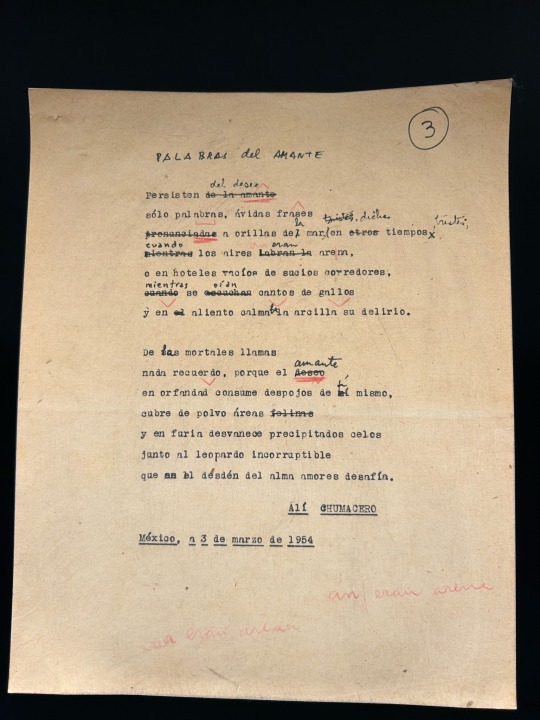 3
PALABRAS del AMANTE
del deseo
Persisten de la amante
sólo palabras, ávidas frases tristes, dicha
la tristes,
pronunciadas a orillas del mar, en otros tiempos
cuando eran
mientras los aires labran la arena,
o en hoteles vacíos de sucios corredores,
mientras oían
cuando se escuchan cantos de gallos
y en el aliento calmaba la arcilla su delirio.
De las mortales llamas
amante
nada recuerdo, porque el deseo
en orfandad consume despojos de sí mismo,
cubre de polvo áreas felinas
y en furia desvanece precipitados celos
junto al leopardo incorruptible
que en el desdén del alma amores desafía.
Alí CHUMACERO
México, a 3 de marzo de 1954
eran arena
eran